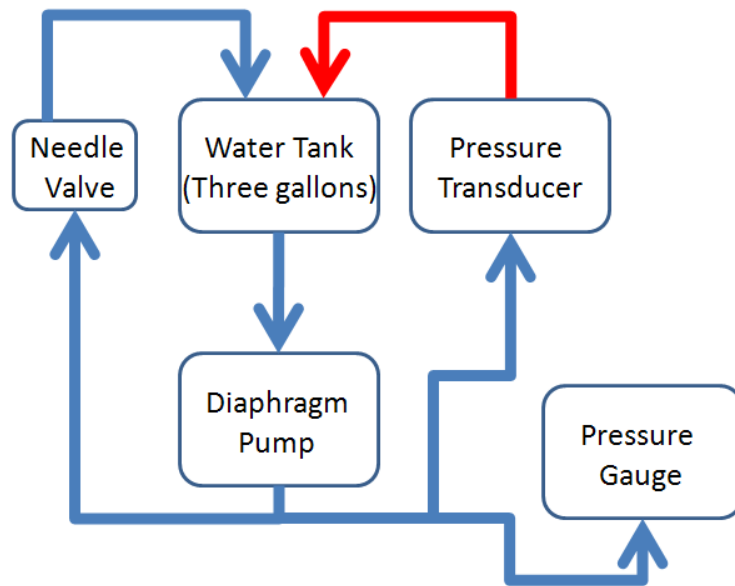 Needle
Valve
Water Tank
(Three gallons)
Pressure
Transducer
Diaphragm
Pump
Pressure
Gauge